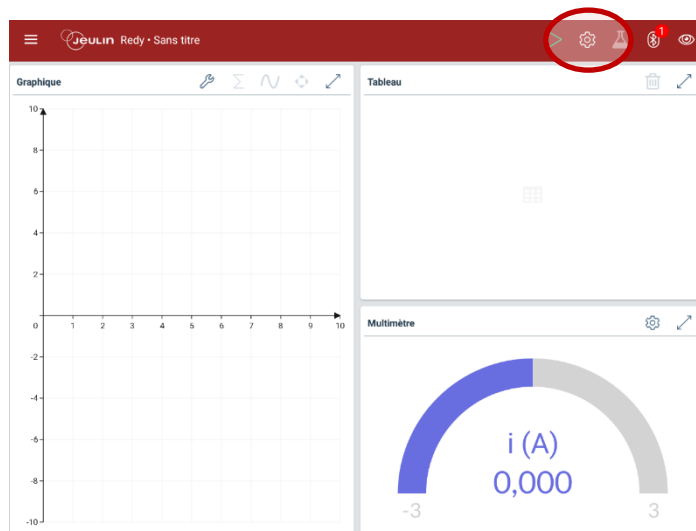 Jeulin Redy • Sans titre
1
Graphique
Tableau
10
8
6
4
2
0 1 2 3 4 5 6 7 8 9 10
-2
-4
-6
-8
-10
Multimètre
i (A)
0,000
-3 3